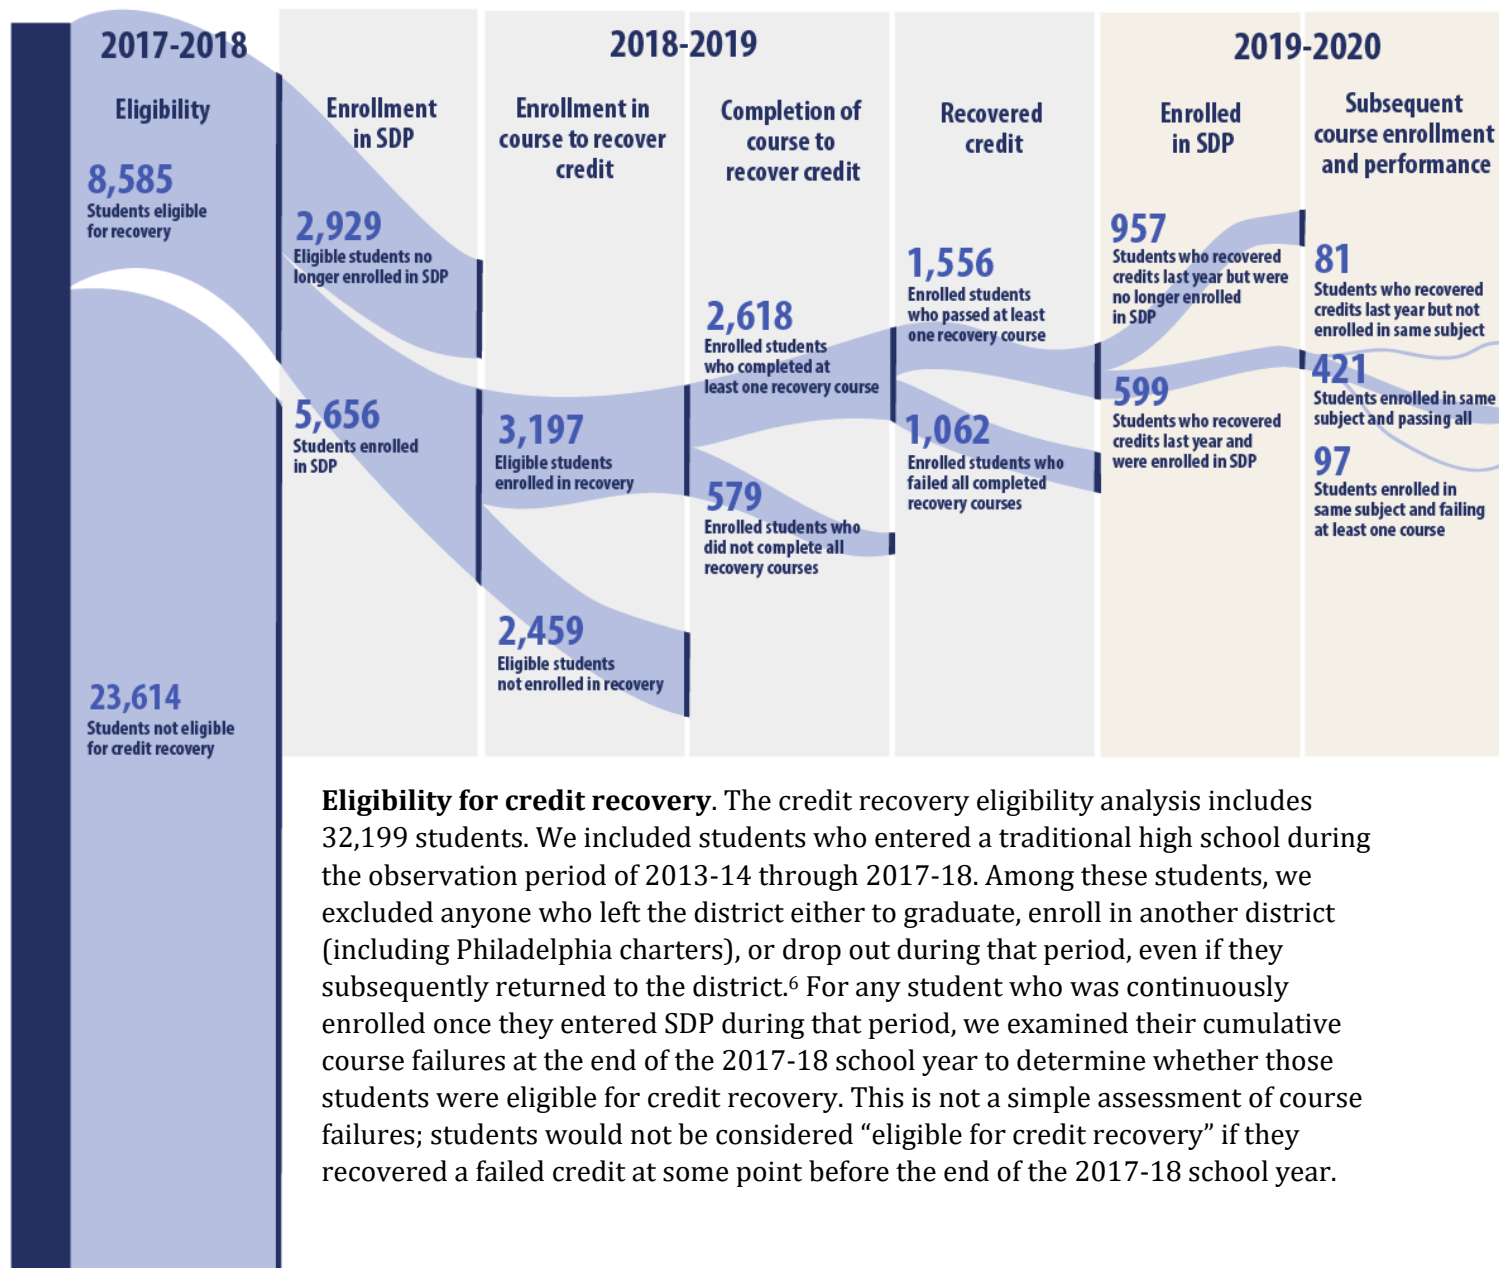 2017-2018
Eligibility
8,585
Students eligible
for recovery
23,614
Students not eligible
for credit recovery
2018-2019
Enrollment
in SDP
2,929
Eligible students no
longer enrolled in SDP
5,656
Students enrolled
in SDP
Enrollment in
course to recover
credit
3,197
Eligible students
enrolled in recovery
2,459
Eligible students
not enrolled in recovery
Completion of
course to
recover credit
2,618
Enrolled students
who completed at
least one recovery course
579
Enrolled students who
did not complete all
recovery courses
Recovered
credit
1,556
Enrolled students
who passed at least
one recovery course
1,062
Enrolled students who
failed all completed
recovery courses
2019-2020
Enrolled
in SDP
957
Students who recovered
credits last year but were
no longer enrolled
in SDP
599
Students who recovered
credits last year and
were enrolled in SDP
Subsequent
course enrollment
and performance
81
Students who recovered
credits last year but not
enrolled in same subject
421
Students enrolled in same
subject and passing all
97
Students enrolled in
same subject and failing
at least one course
Eligibility for credit recovery. The credit recovery eligibility analysis includes
32,199 students. We included students who entered a traditional high school during
the observation period of 2013-14 through 2017-18. Among these students, we
excluded anyone who left the district either to graduate, enroll in another district
(including Philadelphia charters), or drop out during that period, even if they
subsequently returned to the district.⁶ For any student who was continuously
enrolled once they entered SDP during that period, we examined their cumulative
course failures at the end of the 2017-18 school year to determine whether those
students were eligible for credit recovery. This is not a simple assessment of course
failures; students would not be considered “eligible for credit recovery” if they
recovered a failed credit at some point before the end of the 2017-18 school year.